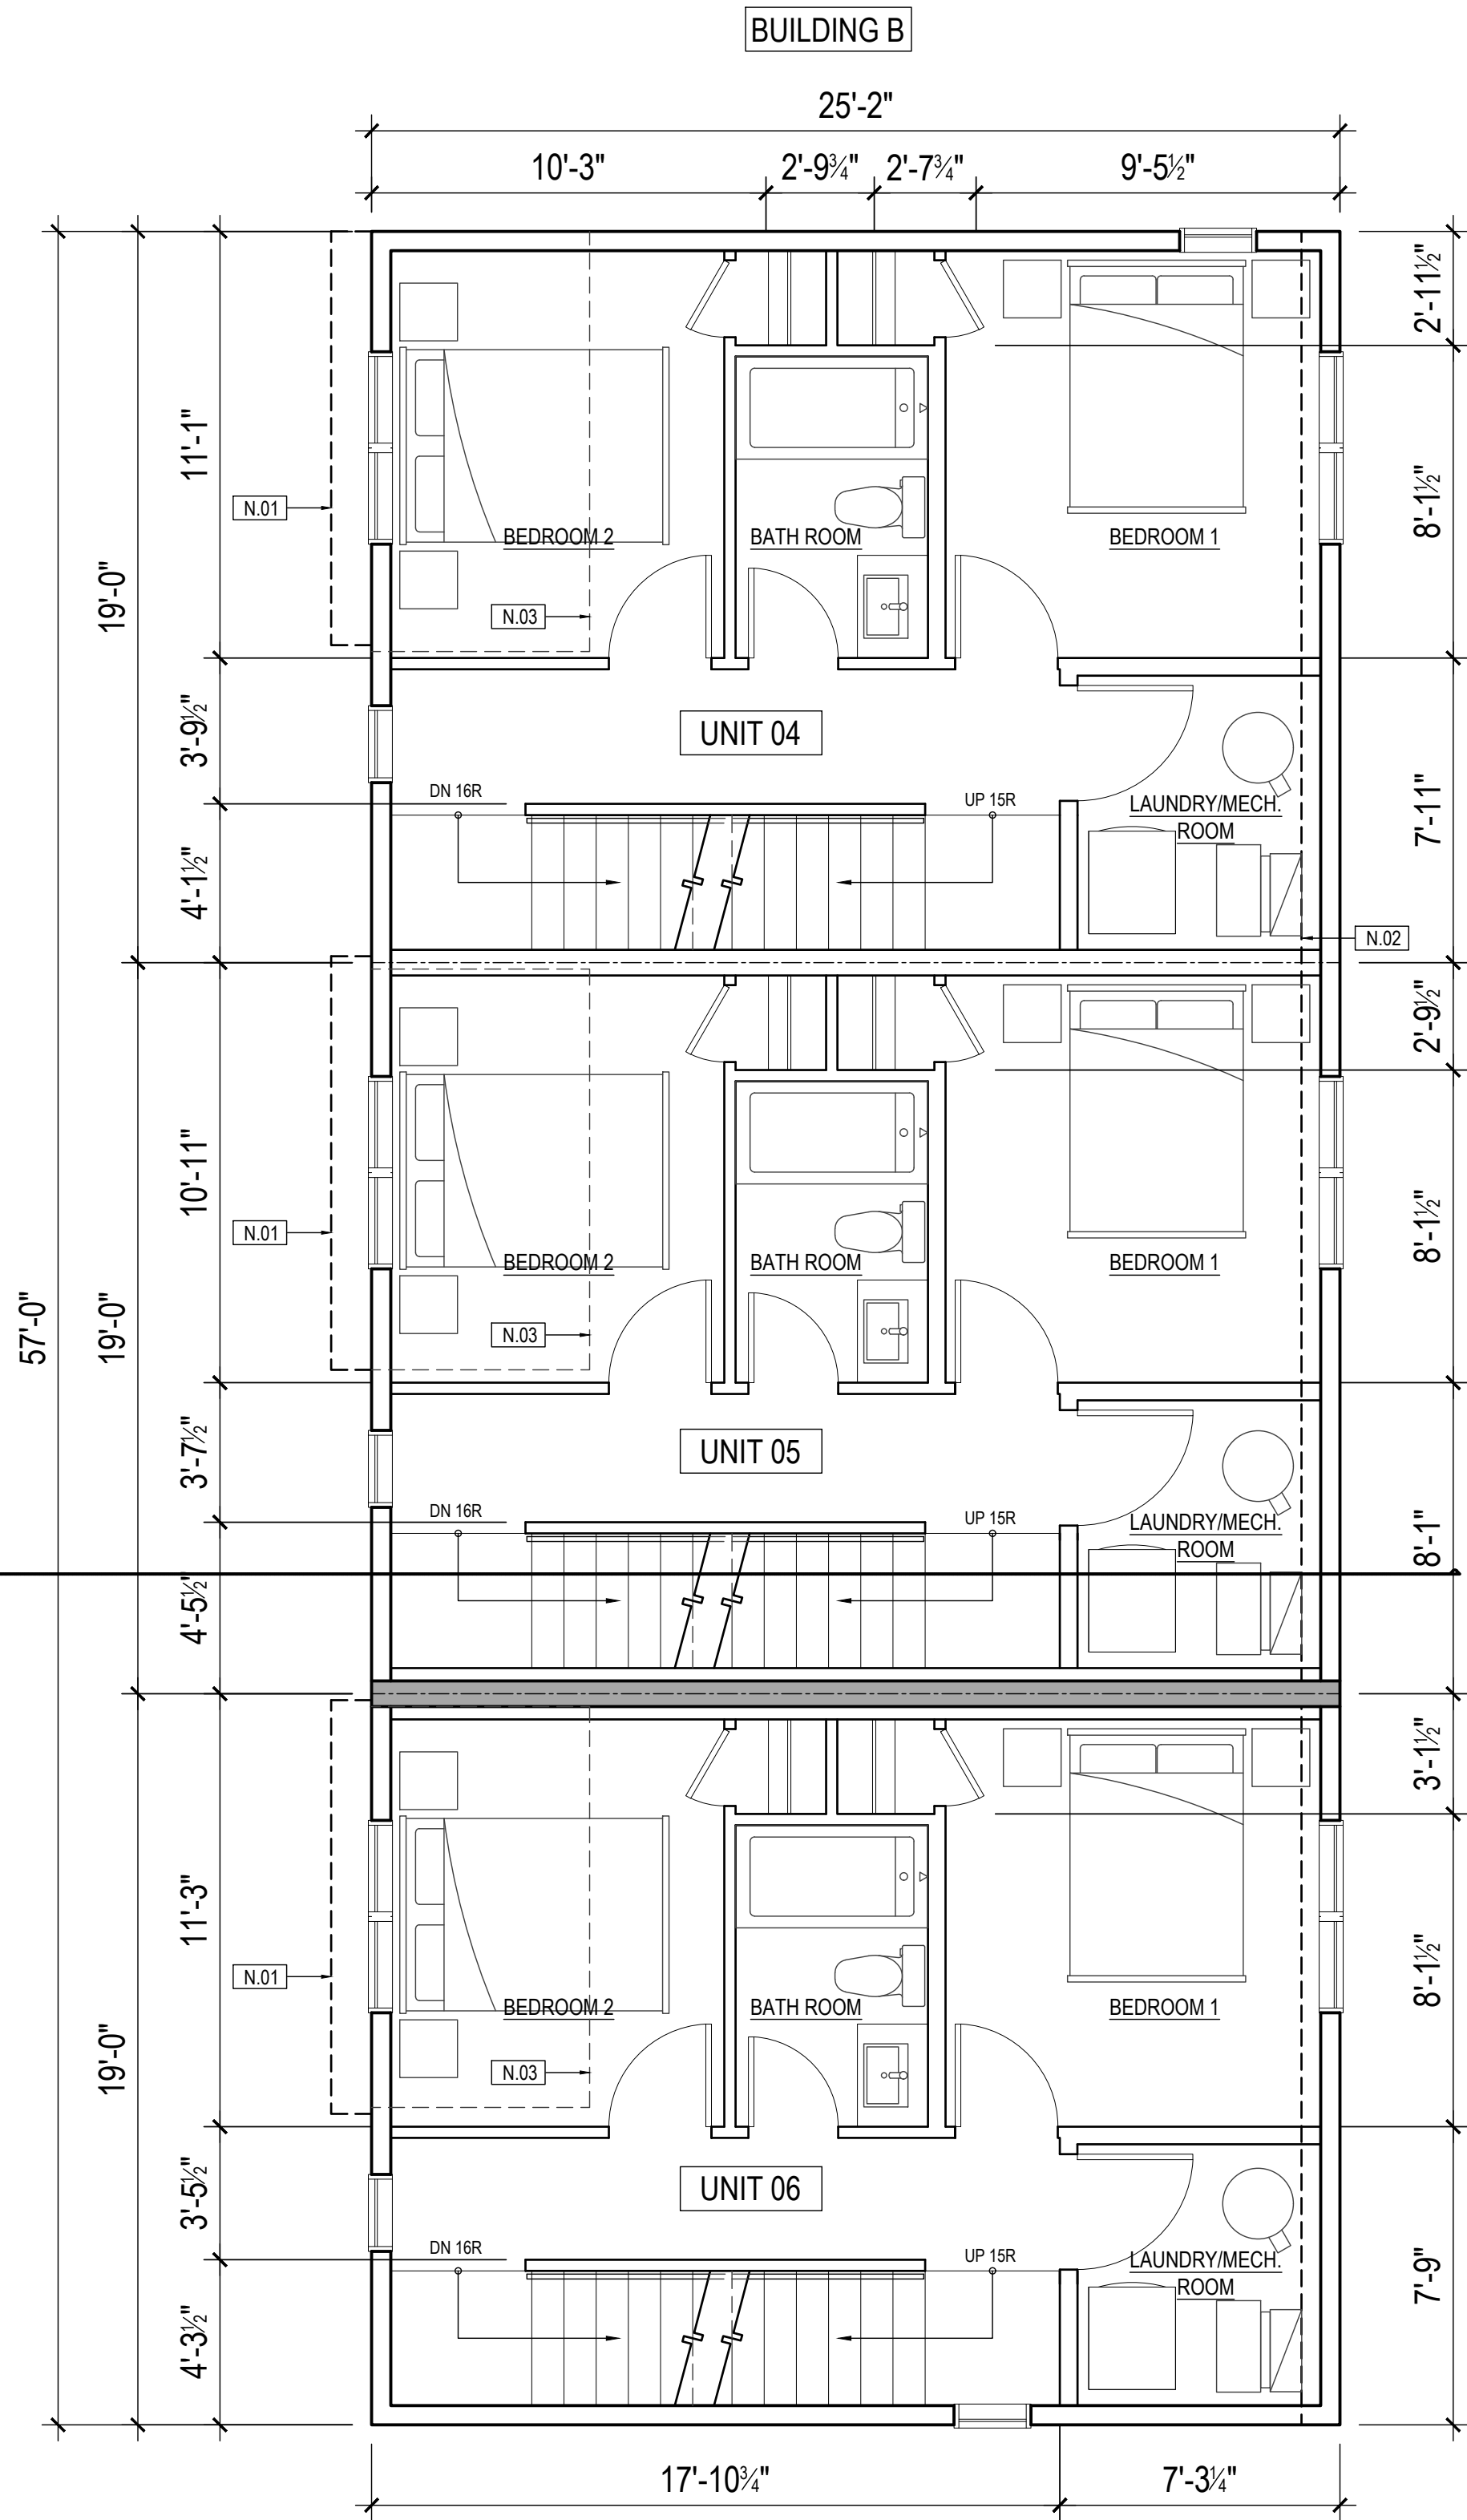 BUILDING B
25'-2"
10'-3"
2'-9¾"
2'-7¾"
9'-5½"
2'-11½"
11'-1"
8'-1½"
N.01
BEDROOM 2
BATH ROOM
BEDROOM 1
19'-0"
N.03
3'-9½"
UNIT 04
DN 16R
UP 15R
LAUNDRY/MECH.
ROOM
7'-11"
4'-1½"
N.02
2'-9½"
10'-11"
8'-1½"
N.01
BEDROOM 2
BATH ROOM
BEDROOM 1
57'-0"
19'-0"
N.03
3'-7½"
UNIT 05
DN 16R
UP 15R
LAUNDRY/MECH.
ROOM
8'-1"
4'-5½"
3'-1½"
11'-3"
8'-1½"
N.01
BEDROOM 2
BATH ROOM
BEDROOM 1
19'-0"
N.03
3'-5½"
UNIT 06
DN 16R
UP 15R
LAUNDRY/MECH.
ROOM
7'-9"
4'-3½"
17'-10¾"
7'-3¼"